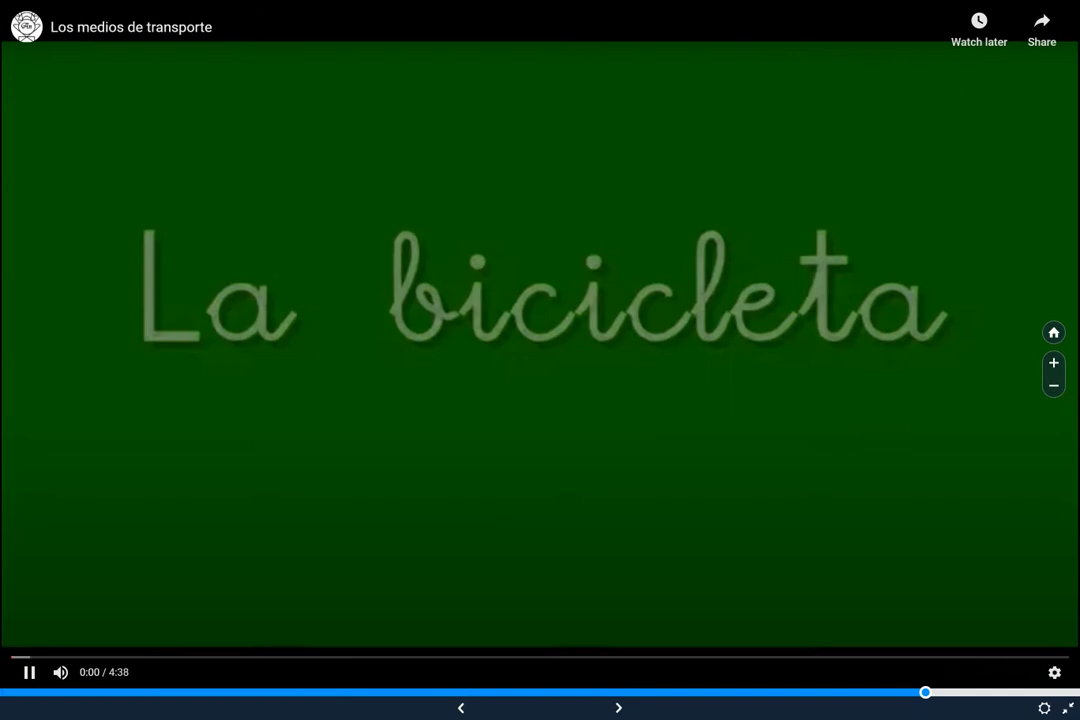 Los medios de transporte
Watch later
Share
La bicicleta
0:00 / 4:38